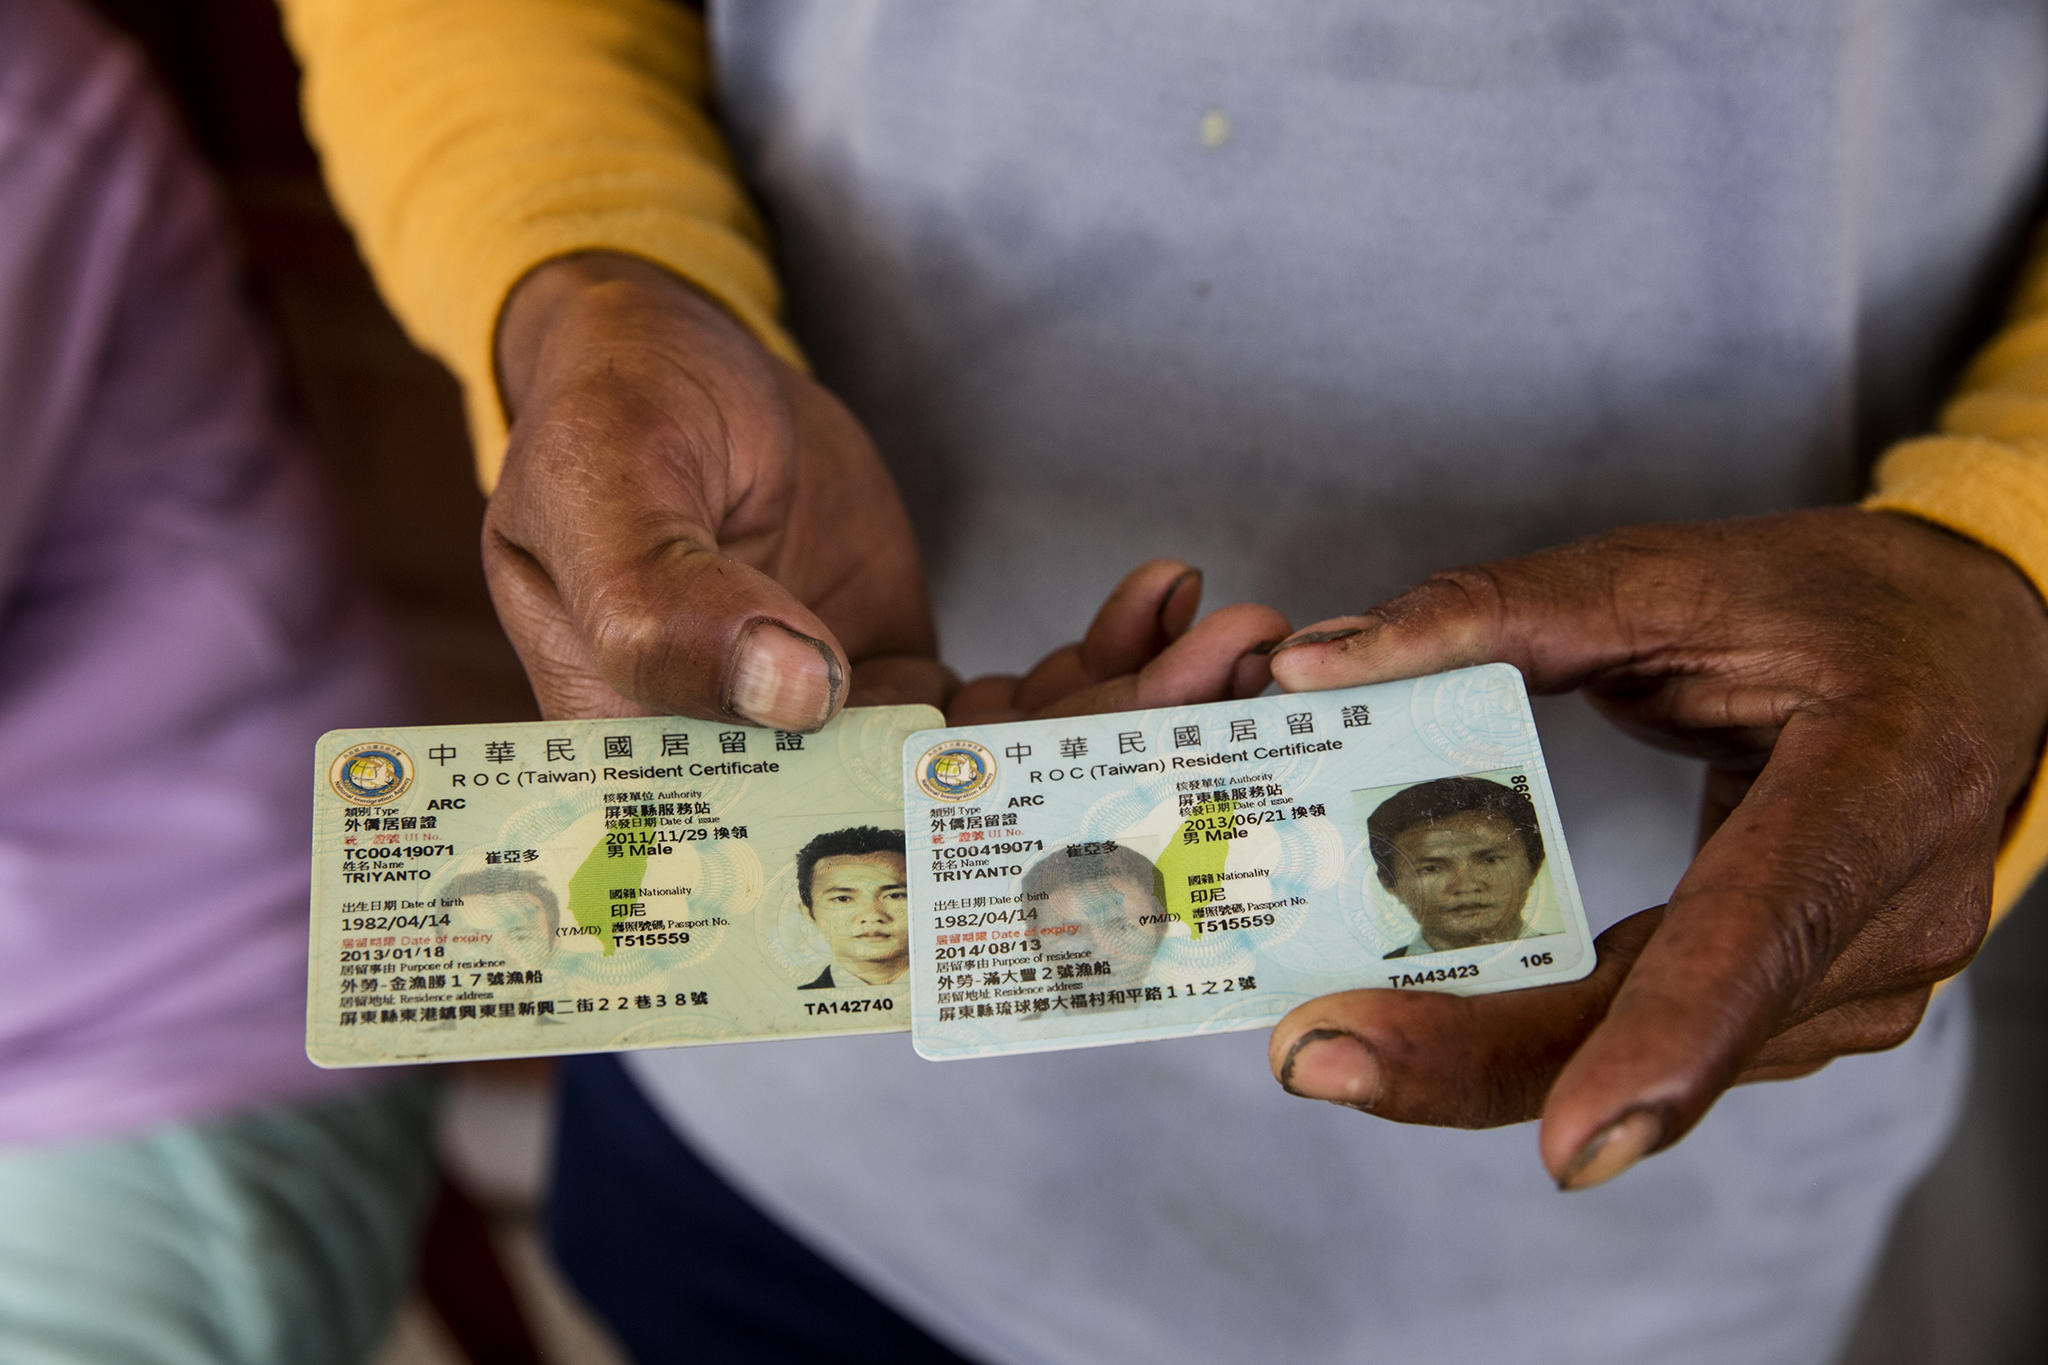 中華民國居留證
R O C (Taiwan) Resident Certificate
類別 Type ARC
外僑居留證
核發單位 Authority
屏東縣服務站
核發日期 Date of issue
2011/11/29 換領
統一證號 UI No.
TC00419071
男 Male
姓名 Name 崔亞多
TRIYANTO
國籍 Nationality
印尼
出生日期 Date of birth
1982/04/14 (Y/M/D)
護照號碼 Passport No.
T515559
居留期限 Date of expiry
2013/01/18
居留事由 Purpose of residence
外勞-金漁勝17號漁船
居留地址 Residence address
屏東縣東港鎮興東里新興二街22巷38號
TA142740
National Immigration Agency
中華民國居留證
R O C (Taiwan) Resident Certificate
類別 Type ARC
外僑居留證
核發單位 Authority
屏東縣服務站
核發日期 Date of issue
2013/06/21 換領
統一證號 UI No.
TC00419071
男 Male
姓名 Name 崔亞多
TRIYANTO
國籍 Nationality
印尼
出生日期 Date of birth
1982/04/14 (Y/M/D)
護照號碼 Passport No.
T515559
居留期限 Date of expiry
2014/08/13
居留事由 Purpose of residence
外勞-滿大豐2號漁船
居留地址 Residence address
屏東縣琉球鄉大福村和平路11之2號
TA443423 105
National Immigration Agency